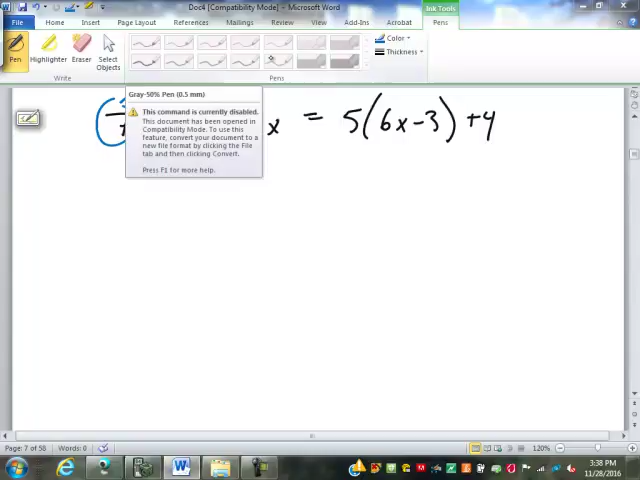 Doc4 [Compatibility Mode] - Microsoft Word
Ink Tools
File Home Insert Page Layout References Mailings Review View Add-Ins Acrobat Pens
Pen
Highlighter
Eraser
Select Objects
Color
Thickness
Write
Pens
Gray-50% Pen (0.5 mm)
This command is currently disabled.
This document has been opened in
Compatibility Mode. To use this
feature, convert your document to a
new file format by clicking the File
tab and then clicking Convert.
Press F1 for more help.
x = 5(6x-3)+4
Page: 7 of 58 Words: 0
120%
3:38 PM
11/28/2016